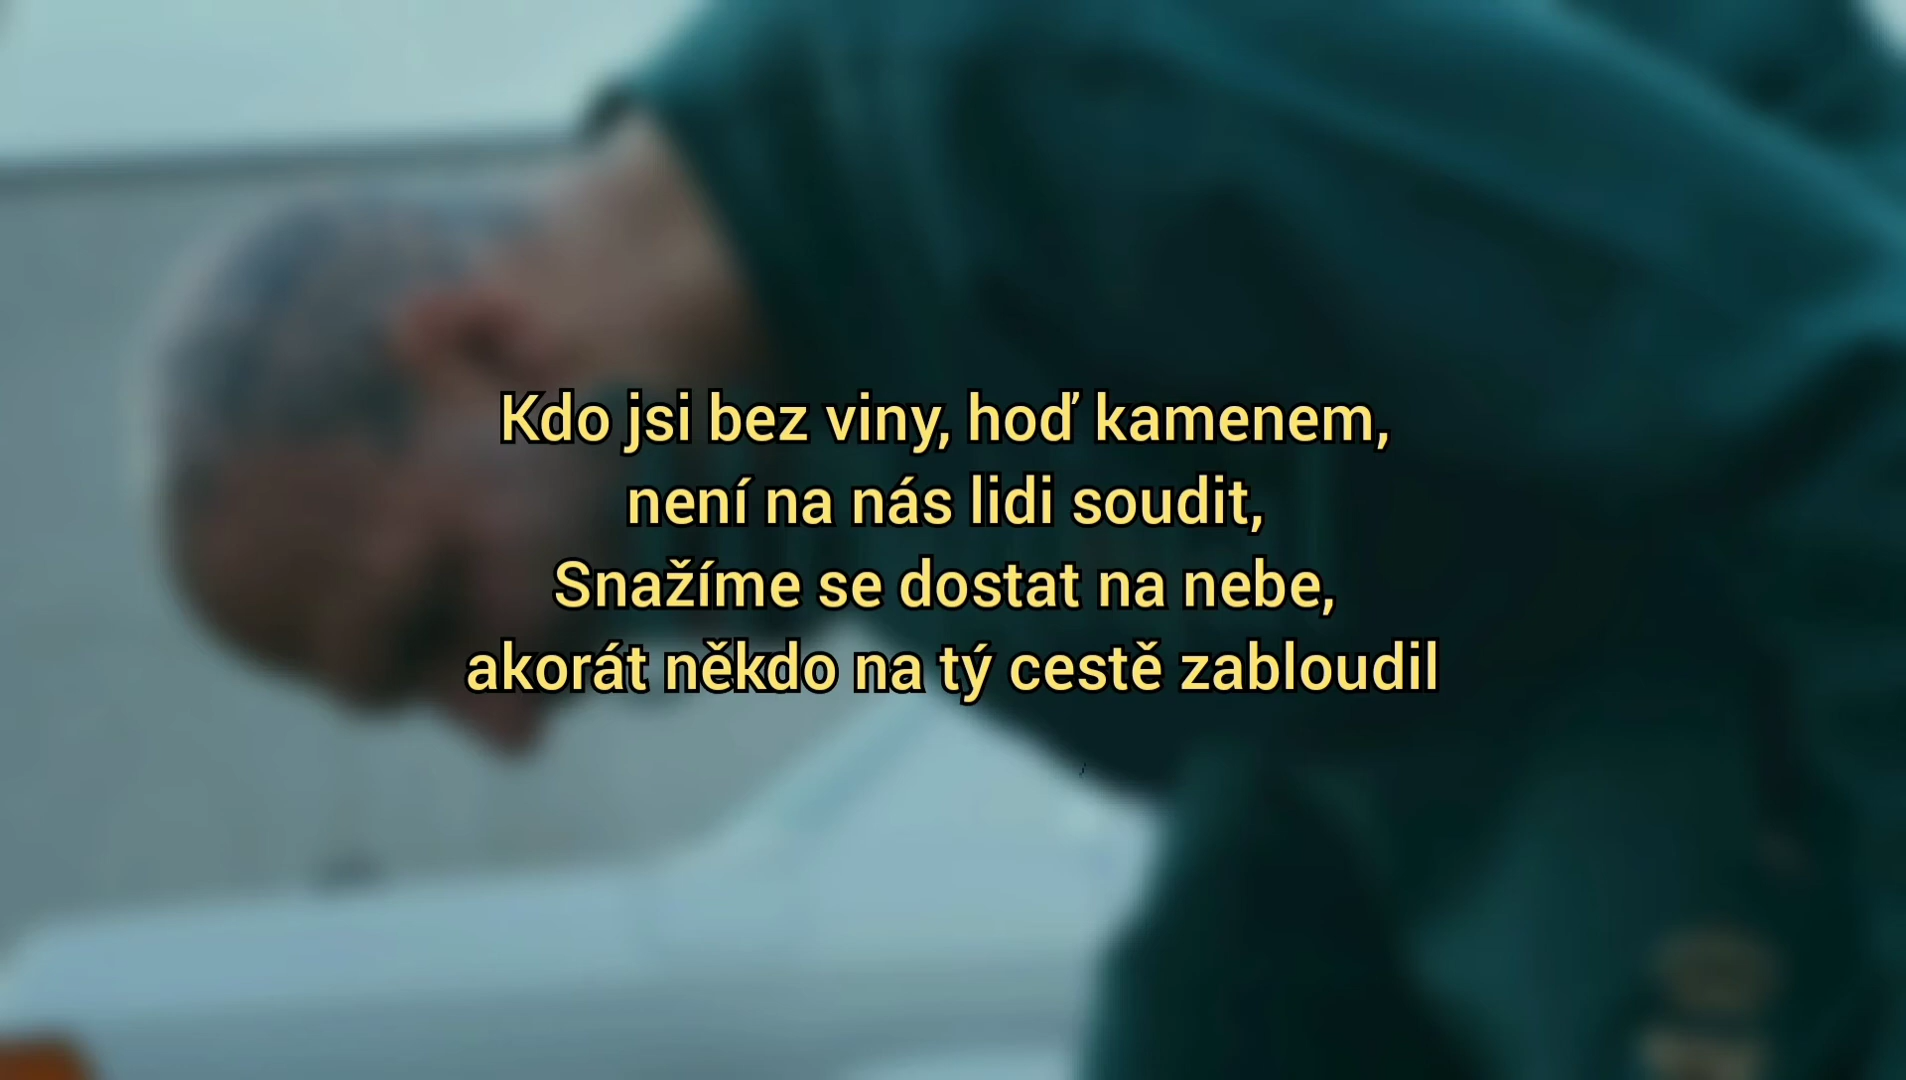 Kdo jsi bez viny, hoď kamenem,
není na nás lidi soudit,
Snažíme se dostat na nebe,
akorát někdo na tý cestě zabloudil